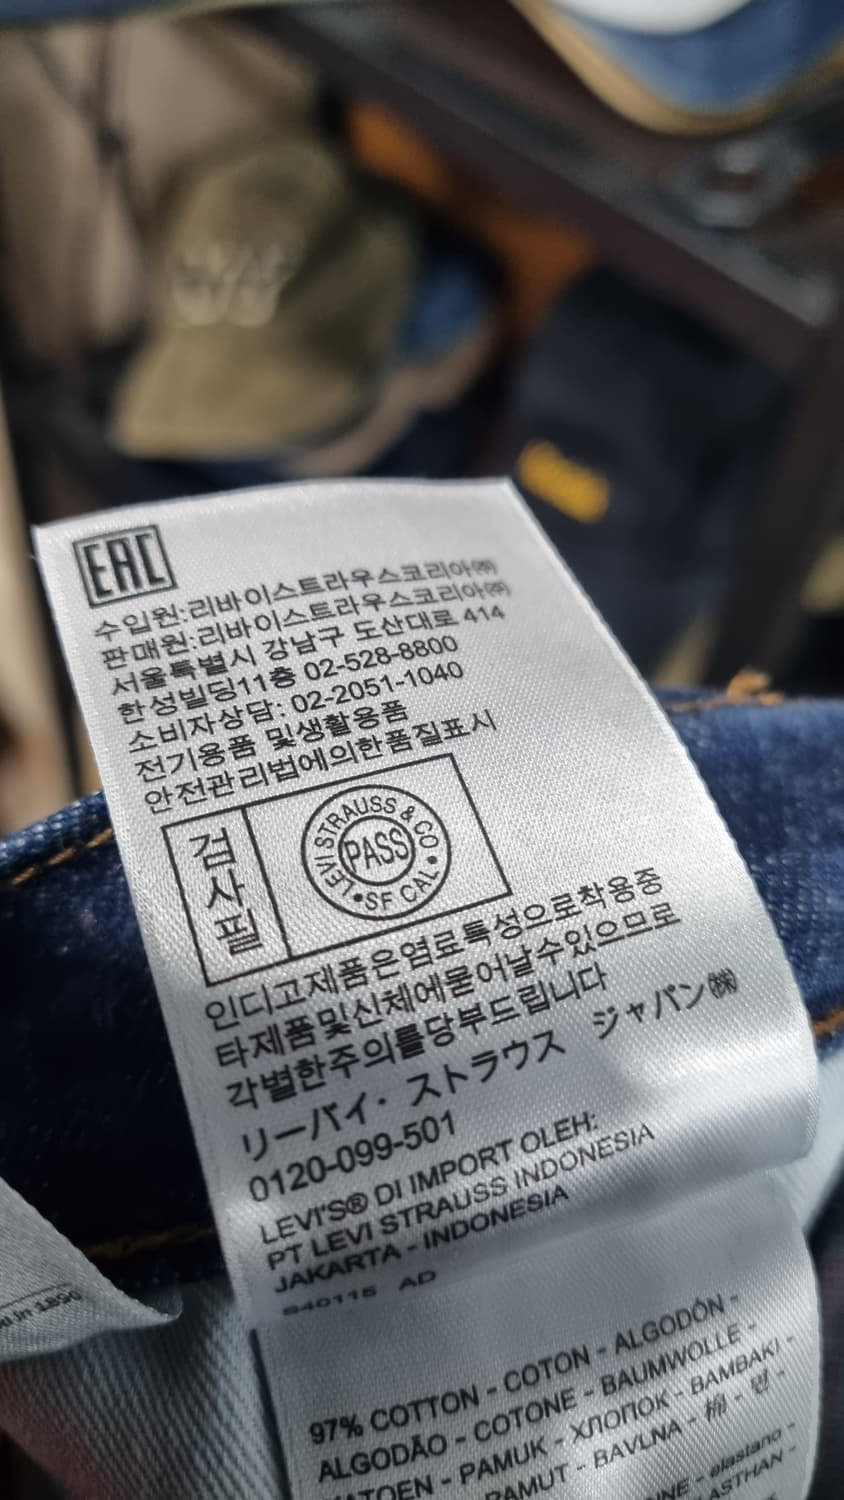 EAC
수입원:리바이스트라우스코리아㈜
판매원:리바이스트라우스코리아㈜
서울특별시 강남구 도산대로 414
한성빌딩11층 02-528-8800
소비자상담: 02-2051-1040
전기용품 및생활용품
안전관리법에의한품질표시
검사필
LEVI STRAUSS & CO
PASS
SF CAL
인디고제품은염료특성으로착용중
타제품및신체에묻어날수있으므로
각별한주의를당부드립니다
リーバイ・ストラウス ジャパン㈱
0120-099-501
LEVI'S® DI IMPORT OLEH:
PT LEVI STRAUSS INDONESIA
JAKARTA - INDONESIA
S40115 AD
97% COTTON - COTON - ALGODÓN -
ALGODÃO - COTONE - BAUMWOLLE -
KATOEN - PAMUK - ХЛОПОК - BAMBAKI -
PAMUT - BAVLNA - 棉 - 면 -
elastano -
in 1890